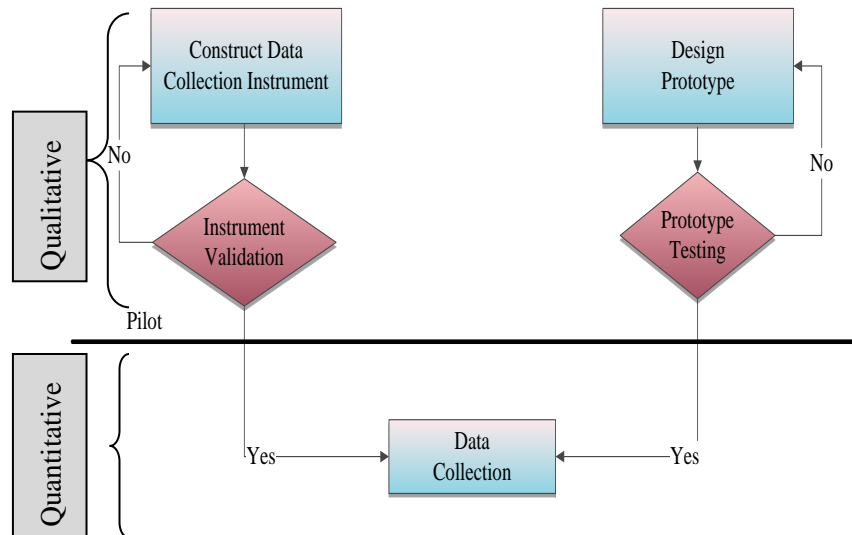 Construct Data
Collection Instrument
Design
Prototype
Qualitative
No
No
Instrument
Validation
Prototype
Testing
Pilot
Quantitative
Yes
Data
Collection
Yes